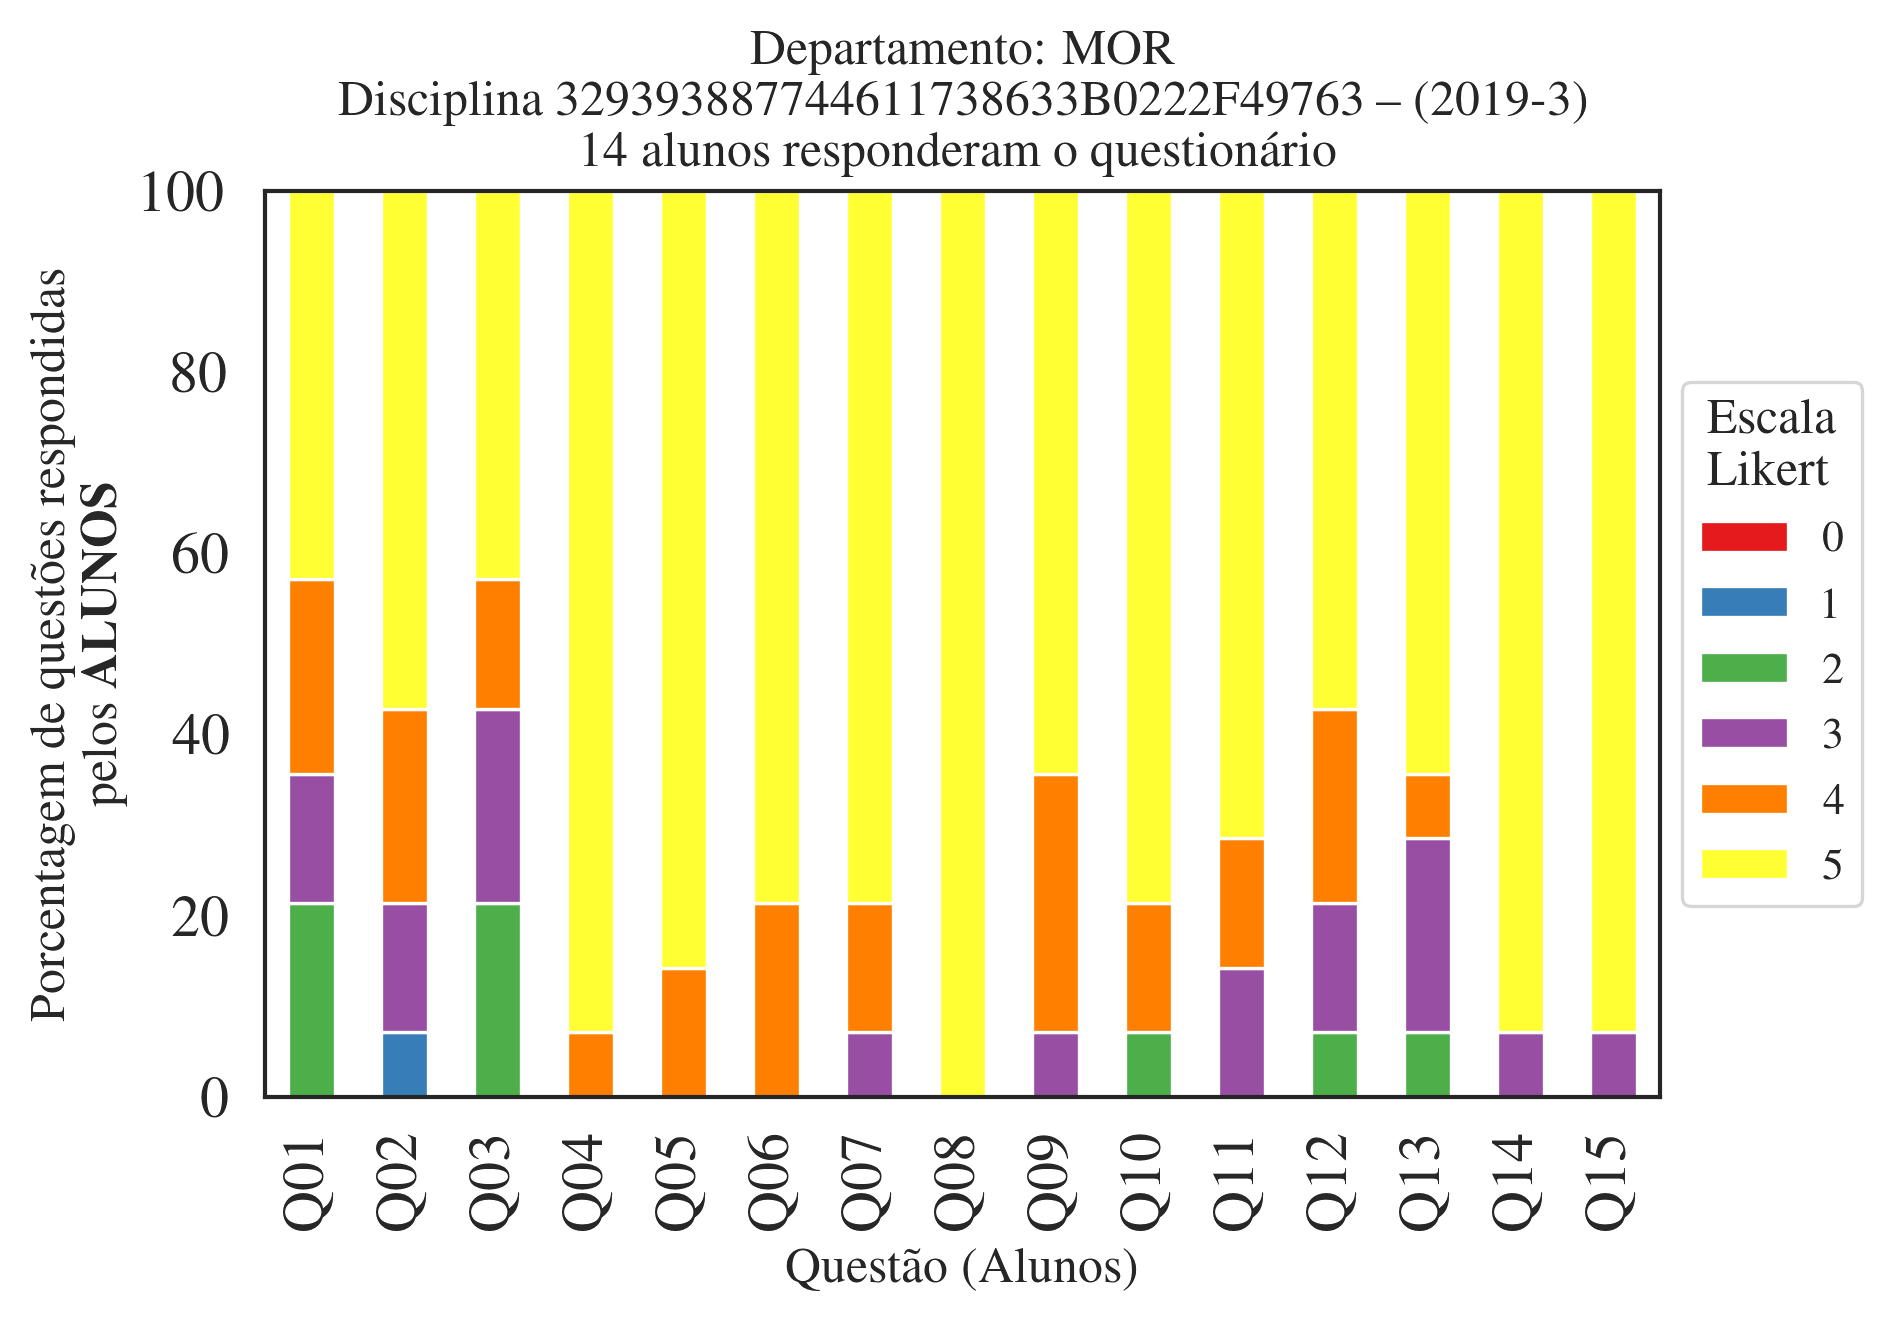 Departamento: MOR
Disciplina 329393887744611738633B0222F49763 – (2019-3)
14 alunos responderam o questionário
100
80
60
40
20
0
Porcentagem de questões respondidas
pelos ALUNOS
Q01
Q02
Q03
Q04
Q05
Q06
Q07
Q08
Q09
Q10
Q11
Q12
Q13
Q14
Q15
Questão (Alunos)
Escala
Likert
0
1
2
3
4
5